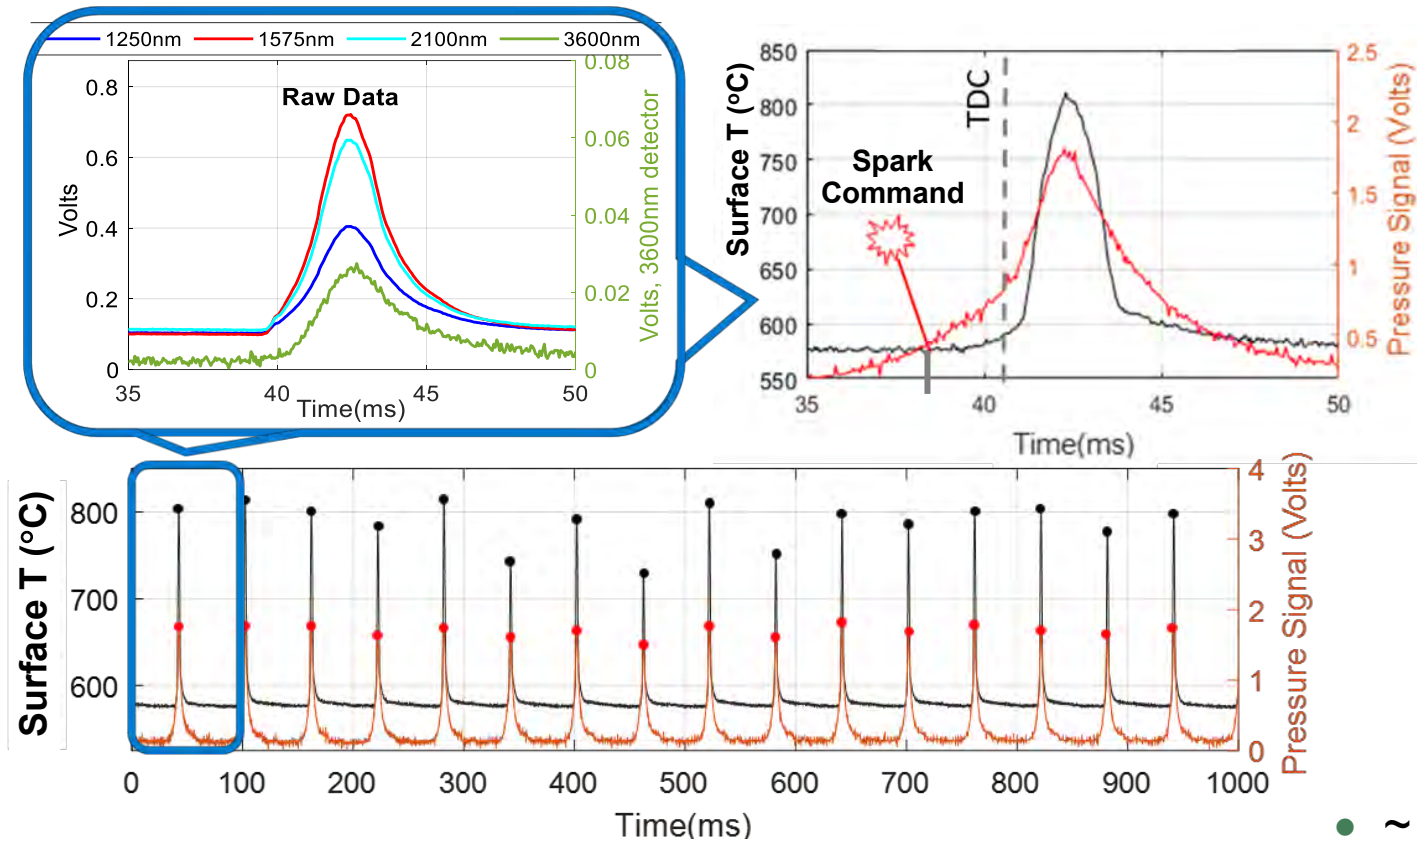 1250nm 1575nm 2100nm 3600nm
Raw Data
Volts
0.8
0.6
0.4
0.2
0
0.08
0.06
0.04
0.02
0
Volts, 3600nm detector
35 40 45 50
Time(ms)
Surface T (oC)
850
800
750
700
650
600
550
TDC
Spark
Command
2.5
2
1.5
1
0.5
Pressure Signal (Volts)
35 40 45 50
Time(ms)
Surface T (oC)
800
700
600
4
3
2
1
0
Pressure Signal (Volts)
0 100 200 300 400 500 600 700 800 900 1000
Time(ms)
• ~